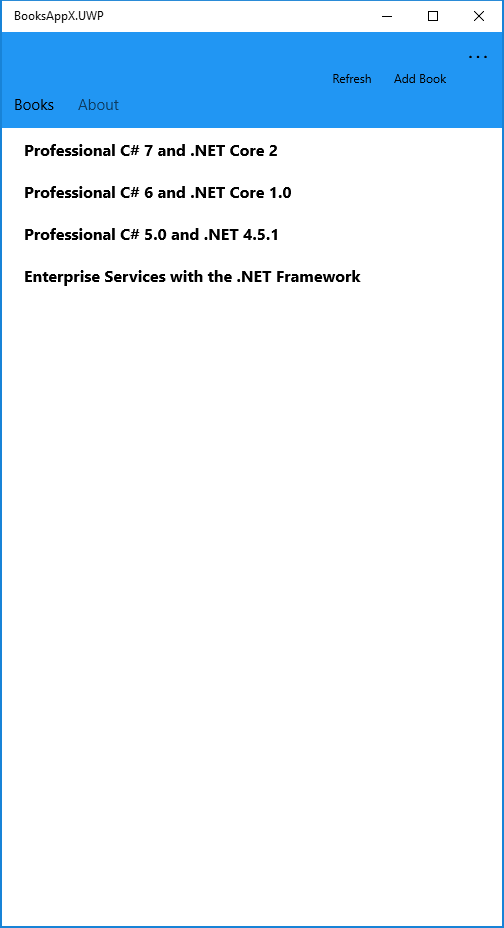 BooksAppX.UWP
...
Refresh Add Book
Books About
Professional C# 7 and .NET Core 2
Professional C# 6 and .NET Core 1.0
Professional C# 5.0 and .NET 4.5.1
Enterprise Services with the .NET Framework